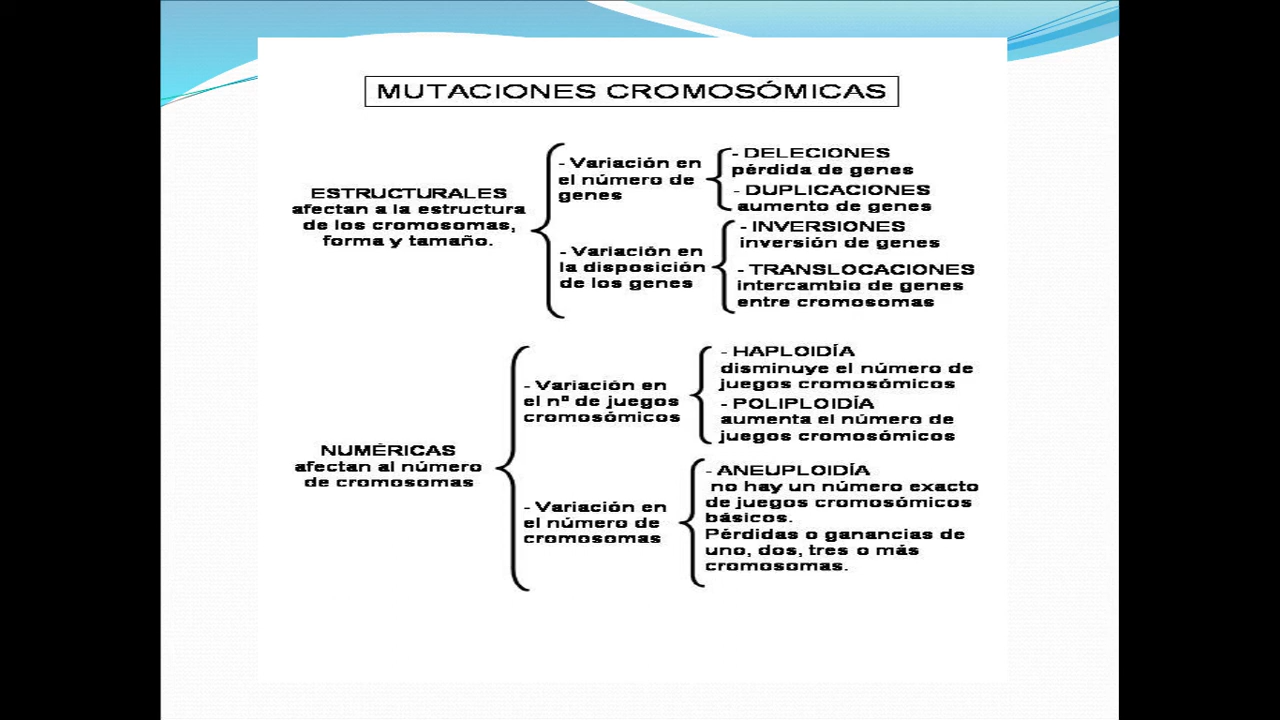 MUTACIONES CROMOSÓMICAS
ESTRUCTURALES
afectan a la estructura
de los cromosomas,
forma y tamaño.
- Variación en
el número de
genes
- DELECIONES
pérdida de genes
- DUPLICACIONES
aumento de genes
- Variación en
la disposición
de los genes
- INVERSIONES
inversión de genes
- TRANSLOCACIONES
intercambio de genes
entre cromosomas
NUMÉRICAS
afectan al número
de cromosomas
- Variación en
el nº de juegos
cromosómicos
- HAPLOIDÍA
disminuye el número de
juegos cromosómicos
- POLIPLOIDÍA
aumenta el número de
juegos cromosómicos
- Variación en
el número de
cromosomas
- ANEUPLOIDÍA
no hay un número exacto
de juegos cromosómicos
básicos.
Pérdidas o ganancias de
uno, dos, tres o más
cromosomas.